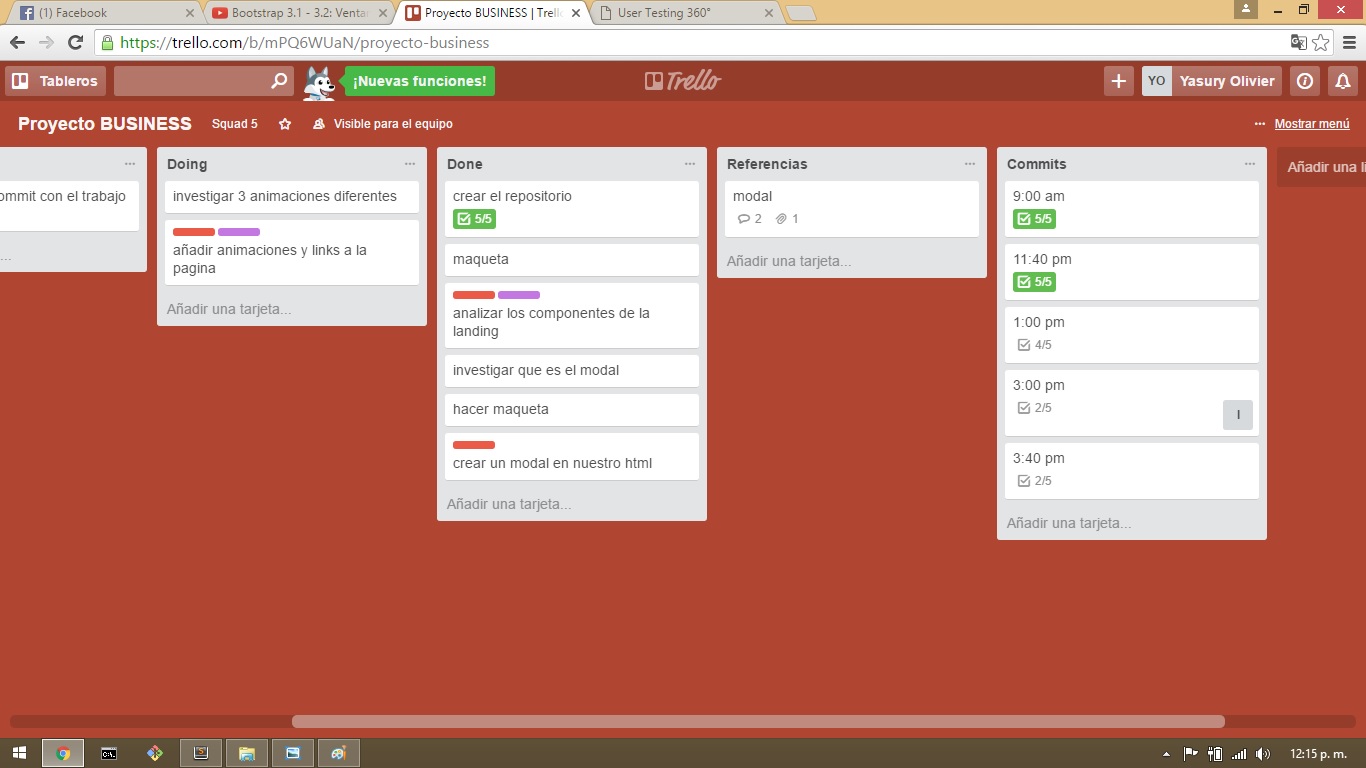 (1) Facebook
Bootstrap 3.1 - 3.2: Venta
Proyecto BUSINESS | Trell
User Testing 360°
https://trello.com/b/mPQ6WUaN/proyecto-business
Tableros
¡Nuevas funciones!
Trello
YO
Yasury Olivier
Proyecto BUSINESS
Squad 5
Visible para el equipo
... Mostrar menú
ommit con el trabajo
...
Doing
investigar 3 animaciones diferentes
añadir animaciones y links a la
pagina
Añadir una tarjeta...
Done
crear el repositorio
5/5
maqueta
analizar los componentes de la
landing
investigar que es el modal
hacer maqueta
crear un modal en nuestro html
Añadir una tarjeta...
Referencias
modal
2
1
Añadir una tarjeta...
Commits
9:00 am
5/5
11:40 pm
5/5
1:00 pm
4/5
3:00 pm
2/5
I
3:40 pm
2/5
Añadir una tarjeta...
Añadir una li
12:15 p. m.